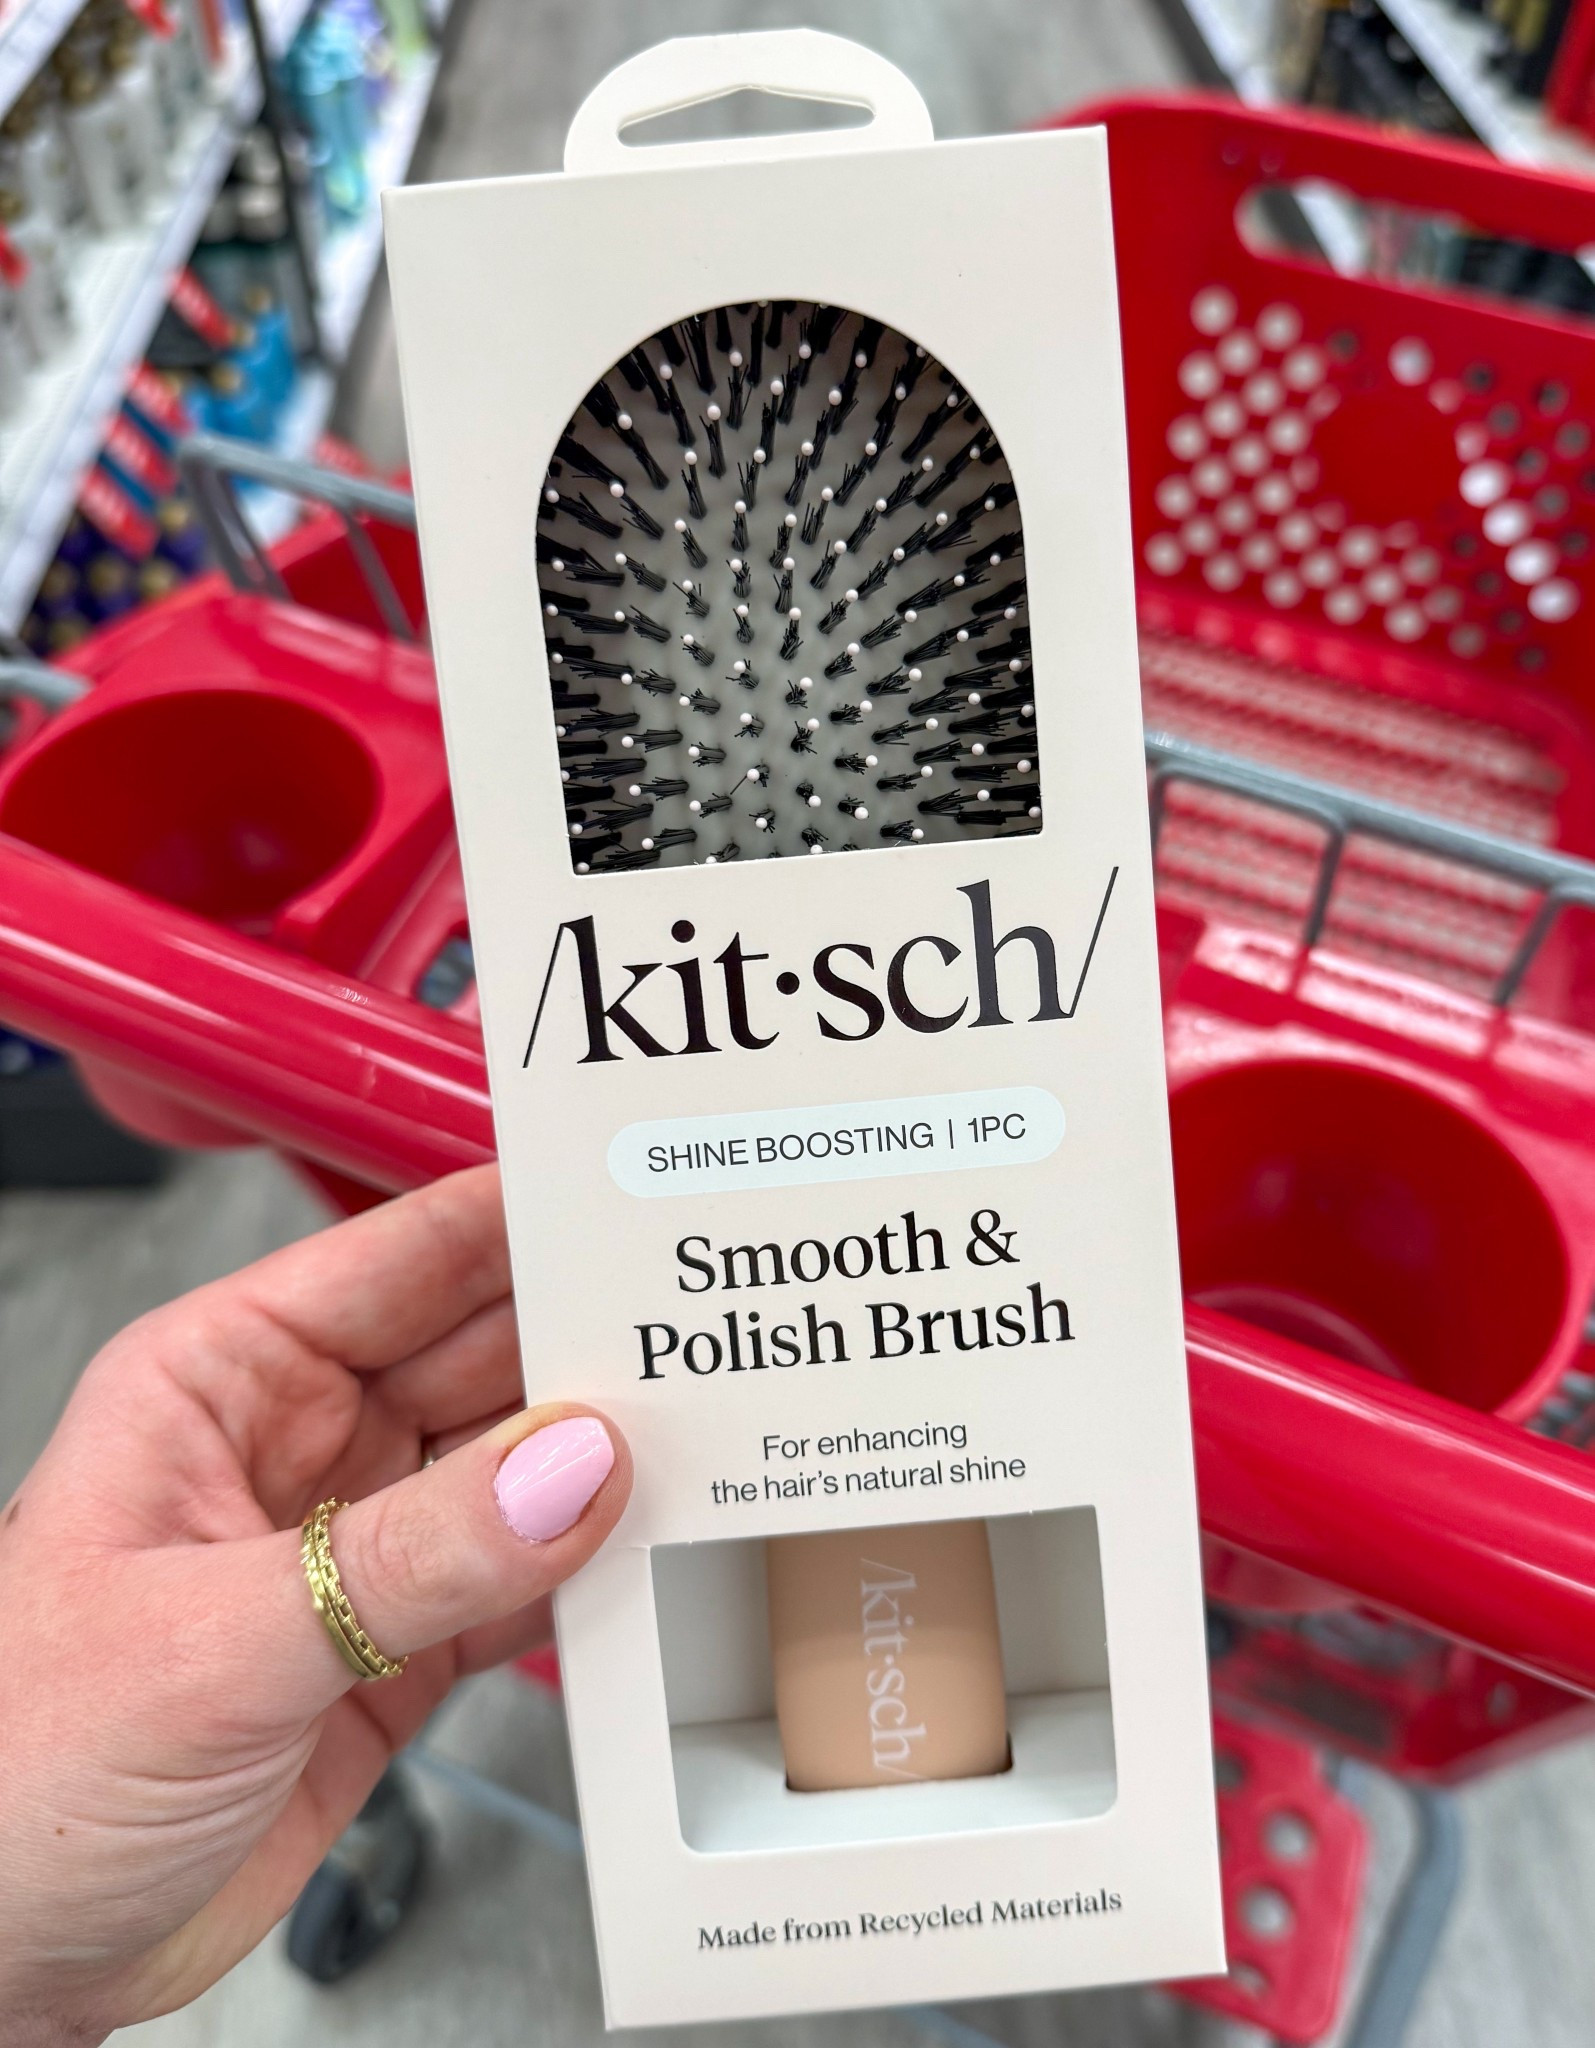 /kit·sch/
SHINE BOOSTING | 1PC
Smooth &
Polish Brush
For enhancing
the hair's natural shine
/kit·sch/
Made from Recycled Materials